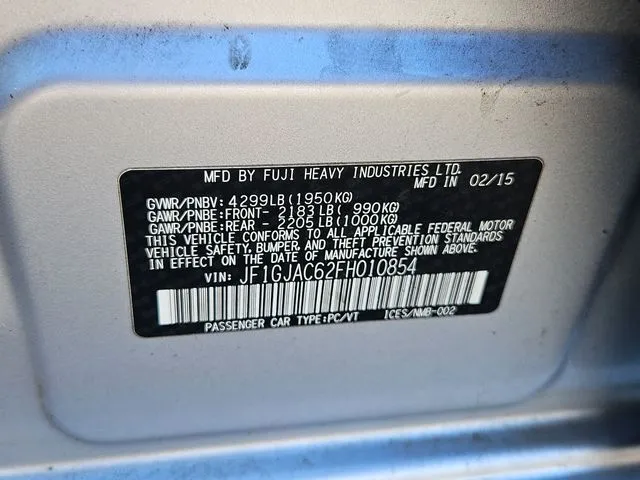 MFD BY FUJI HEAVY INDUSTRIES LTD.
MFD IN 02/15
GVWR/PNBV: 4299LB(1950KG)
GAWR/PNBE:FRONT- 2183LB( 990KG)
GAWR/PNBE:REAR - 2205LB(1000KG)
THIS VEHICLE CONFORMS TO ALL APPLICABLE FEDERAL MOTOR
VEHICLE SAFETY, BUMPER, AND THEFT PREVENTION STANDARDS
IN EFFECT ON THE DATE OF MANUFACTURE SHOWN ABOVE.
VIN: JF1GJAC62FH010854
PASSENGER CAR TYPE:PC/VT ICES/NMB-002